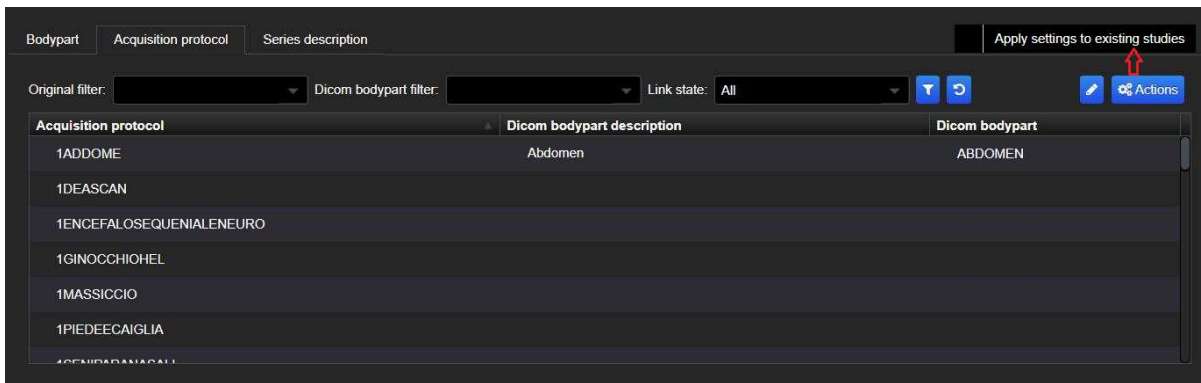 Bodypart Acquisition protocol Series description Apply settings to existing studies
Original filter: Dicom bodypart filter: Link state: All Actions
Acquisition protocol Dicom bodypart description Dicom bodypart
1ADDOME Abdomen ABDOMEN
1DEASCAN
1ENCEFALOSEQUENIALENEURO
1GINOCCHIOHEL
1MASSICCIO
1PIEDEECAIGLIA